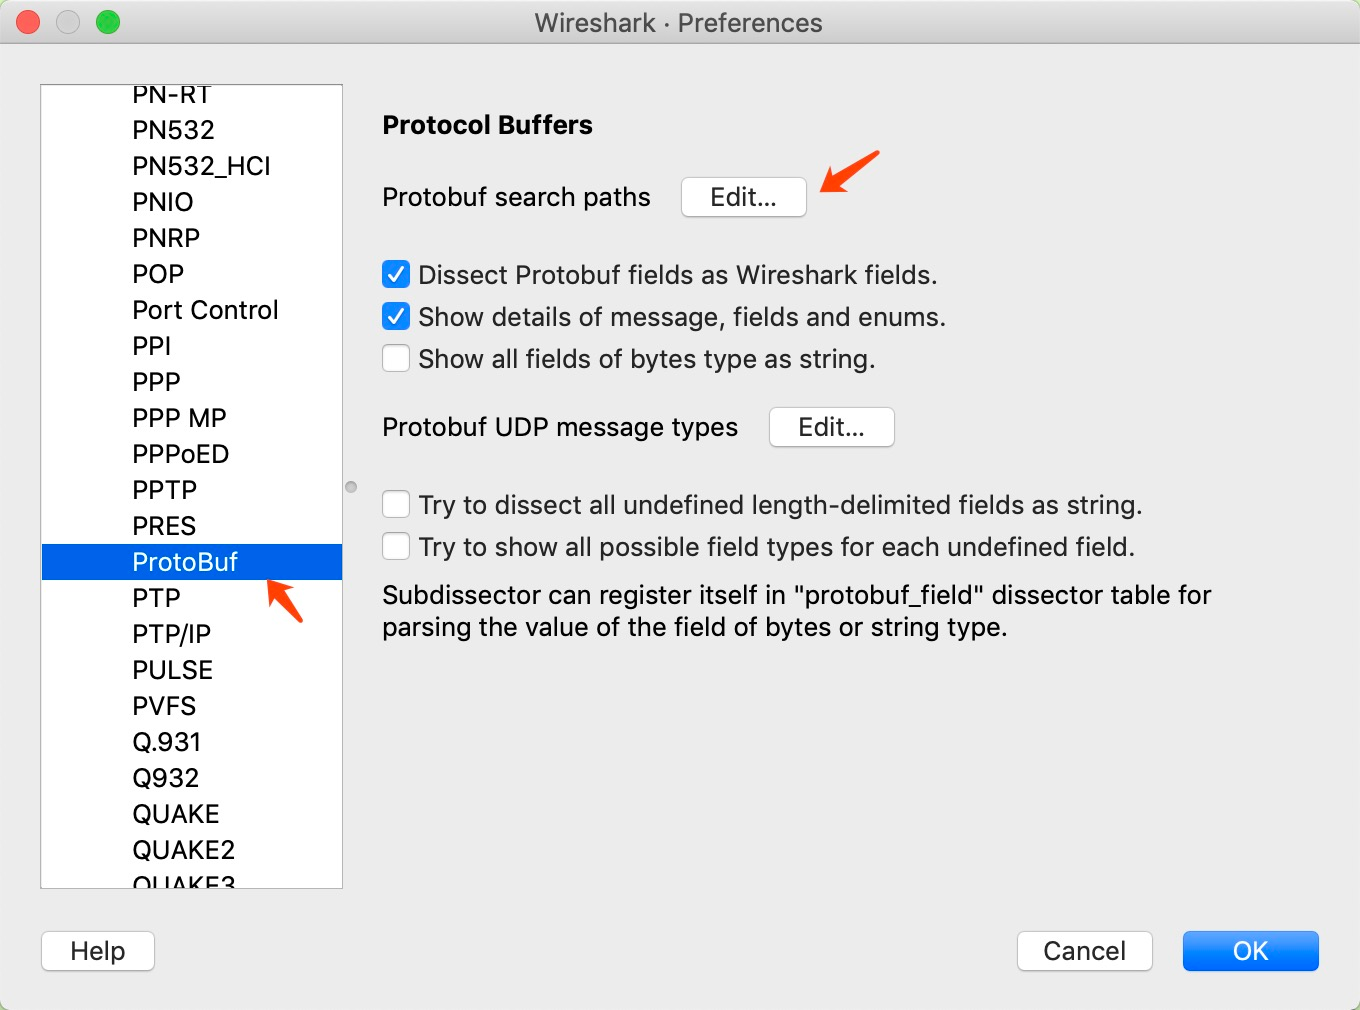 Wireshark · Preferences
PN-RT
PN532
PN532_HCI
PNIO
PNRP
POP
Port Control
PPI
PPP
PPP MP
PPPoED
PPTP
PRES
ProtoBuf
PTP
PTP/IP
PULSE
PVFS
Q.931
Q932
QUAKE
QUAKE2
QUAKE3
Protocol Buffers
Protobuf search paths Edit...
Dissect Protobuf fields as Wireshark fields.
Show details of message, fields and enums.
Show all fields of bytes type as string.
Protobuf UDP message types Edit...
Try to dissect all undefined length-delimited fields as string.
Try to show all possible field types for each undefined field.
Subdissector can register itself in "protobuf_field" dissector table for
parsing the value of the field of bytes or string type.
Help Cancel OK